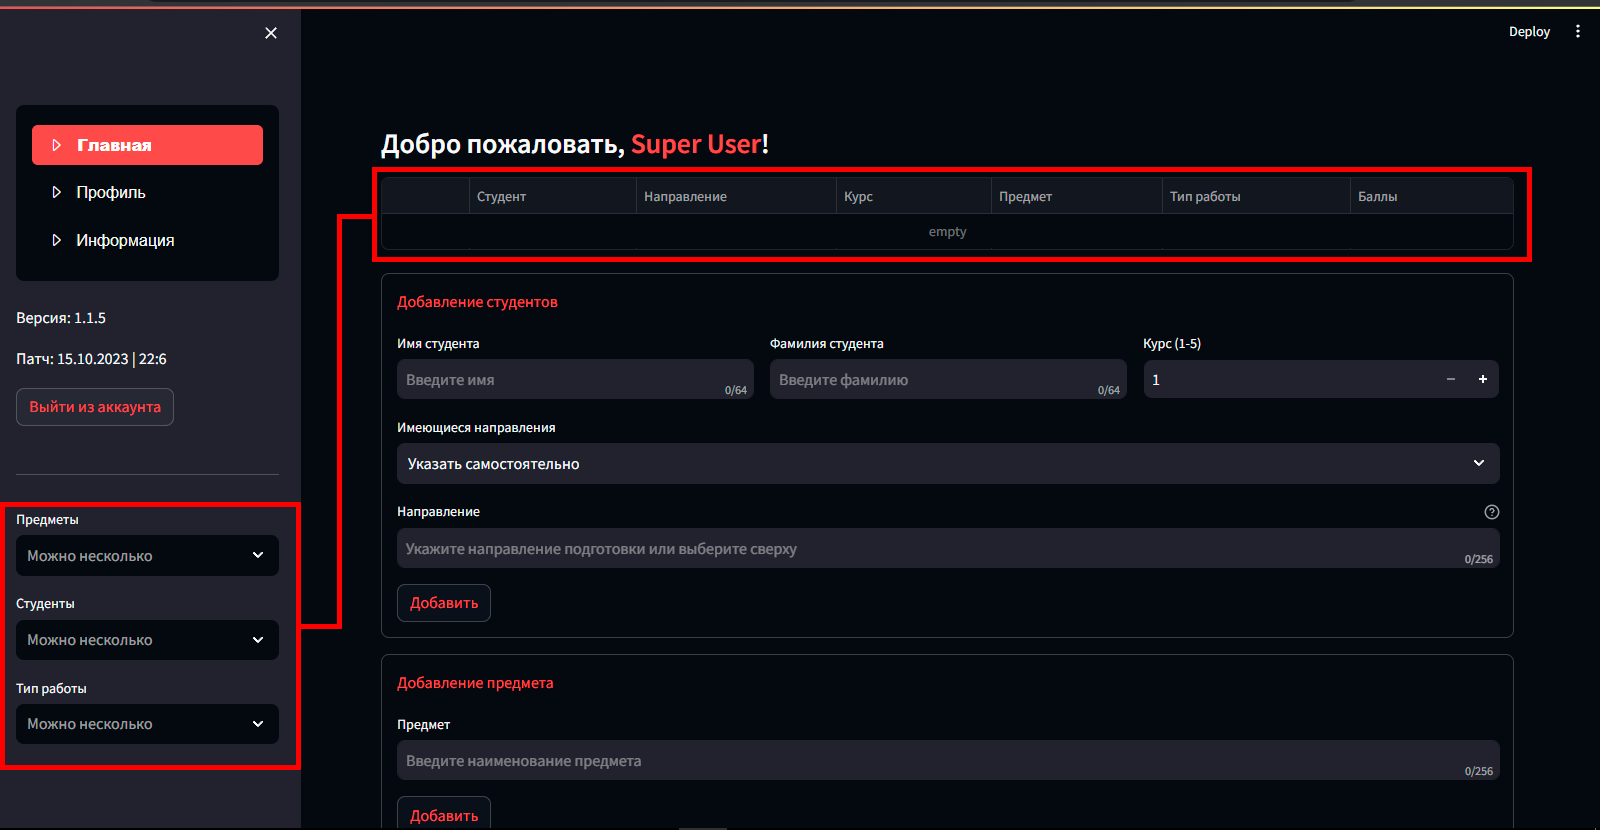 Deploy
Главная
Профиль
Информация
Версия: 1.1.5
Патч: 15.10.2023 | 22:6
Выйти из аккаунта
Предметы
Можно несколько
Студенты
Можно несколько
Тип работы
Можно несколько
Добро пожаловать, Super User!
Студент Направление Курс Предмет Тип работы Баллы
empty
Добавление студентов
Имя студента Фамилия студента Курс (1-5)
Введите имя 0/64 Введите фамилию 0/64 1 − +
Имеющиеся направления
Указать самостоятельно
Направление
Укажите направление подготовки или выберите сверху 0/256
Добавить
Добавление предмета
Предмет
Введите наименование предмета 0/256
Добавить